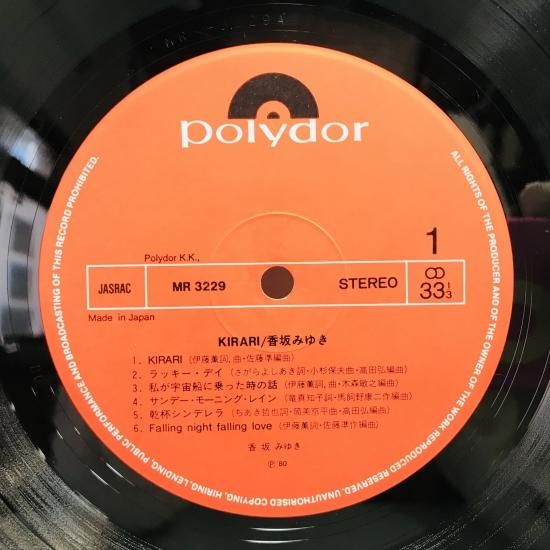 polydor
1
Polydor K.K.,
JASRAC
MR 3229
STEREO
33 1/3
Made in Japan
KIRARI/香坂みゆき
1. KIRARI (伊藤薫詞,曲・佐藤準編曲)
2. ラッキー・デイ (さがらよしあき詞・小杉保夫曲・高田弘編曲)
3. 私が宇宙船に乗った時の話 (伊藤薫詞,曲・木森敏之編曲)
4. サンデー・モーニング・レイン (竜真知子詞・馬飼野康二作編曲)
5. 乾杯シンデレラ (ちあき哲也詞・筒美京平曲・高田弘編曲)
6. Falling night falling love (伊藤薫詞・佐藤準作編曲)
香坂みゆき
Ⓟ 80
ALL RIGHTS OF THE PRODUCER AND OF THE OWNER OF THE WORK REPRODUCED RESERVED. UNAUTHORISED COPYING, HIRING, LENDING, PUBLIC PERFORMANCE AND BROADCASTING OF THIS RECORD PROHIBITED.